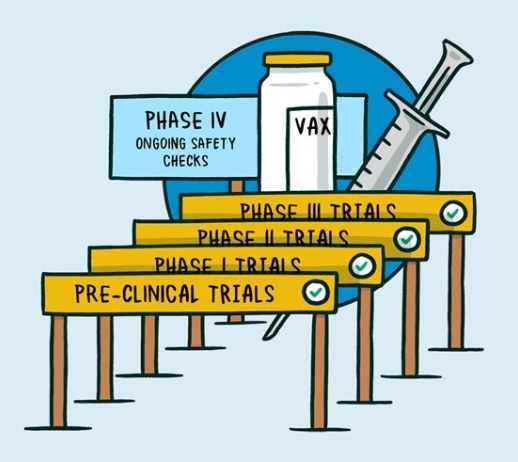 PHASE IV
ONGOING SAFETY
CHECKS
VAX
PHASE III TRIALS
PHASE II TRIALS
PHASE I TRIALS
PRE-CLINICAL TRIALS